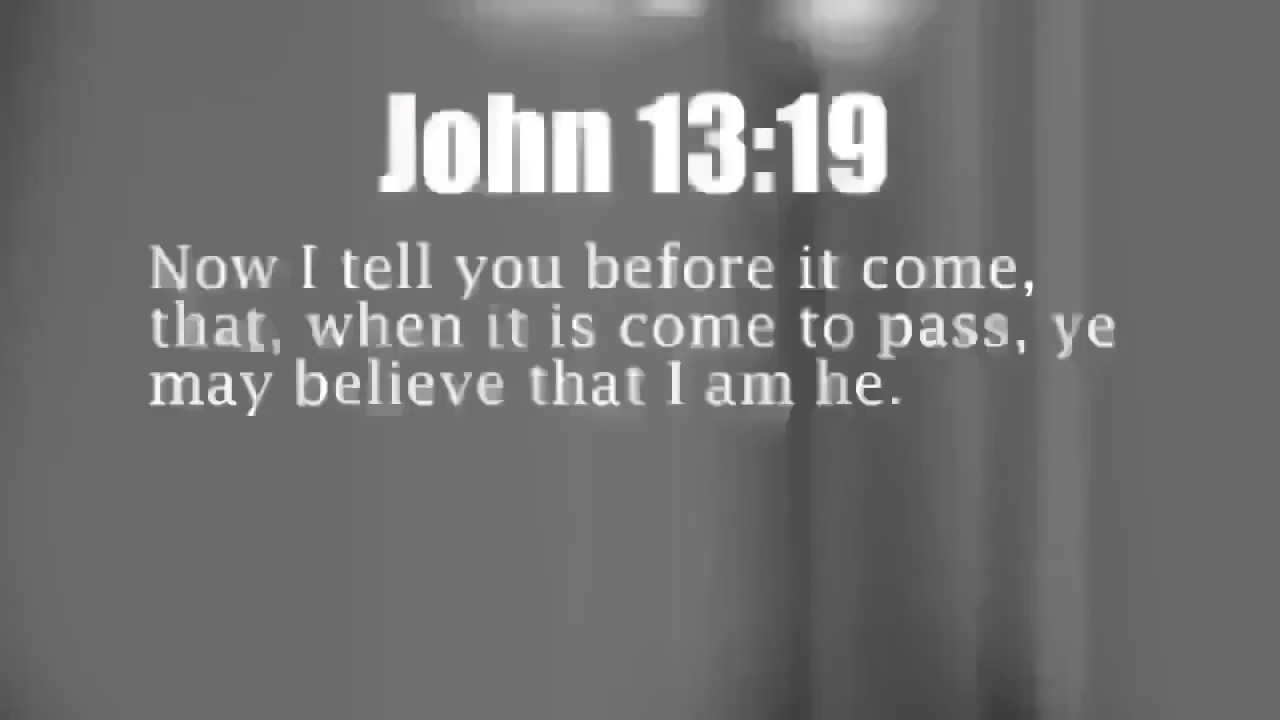 John 13:19
Now I tell you before it come,
that, when it is come to pass, ye
may believe that I am he.